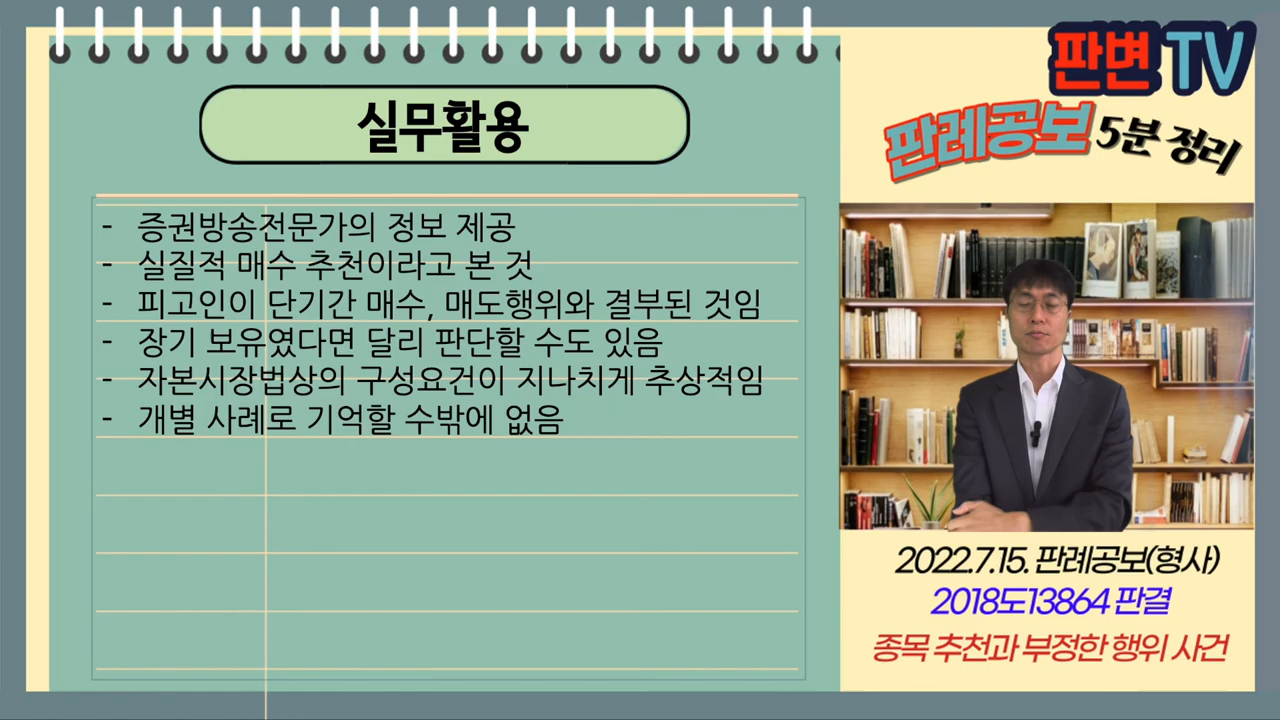 실무활용
- 증권방송전문가의 정보 제공
- 실질적 매수 추천이라고 본 것
- 피고인이 단기간 매수, 매도행위와 결부된 것임
- 장기 보유였다면 달리 판단할 수도 있음
- 자본시장법상의 구성요건이 지나치게 추상적임
- 개별 사례로 기억할 수밖에 없음
판변 TV
판례공보 5분 정리
2022.7.15. 판례공보(형사)
2018도13864 판결
종목 추천과 부정한 행위 사건